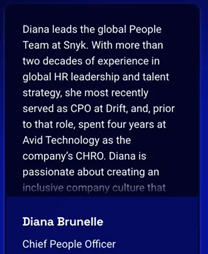 Diana leads the global People
Team at Snyk. With more than
two decades of experience in
global HR leadership and talent
strategy, she most recently
served as CPO at Drift, and, prior
to that role, spent four years at
Avid Technology as the
company's CHRO. Diana is
passionate about creating an
inclusive company culture that
Diana Brunelle
Chief People Officer